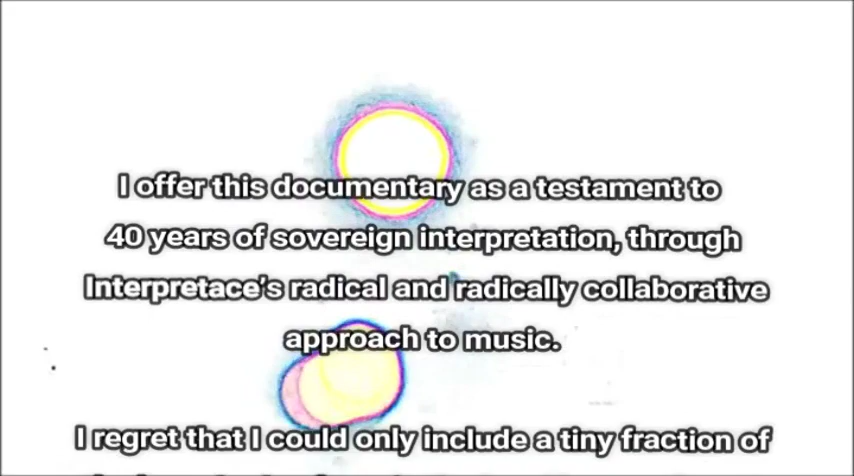 I offer this documentary as a testament to
40 years of sovereign interpretation, through
Interpretace's radical and radically collaborative
approach to music.
I regret that I could only include a tiny fraction of